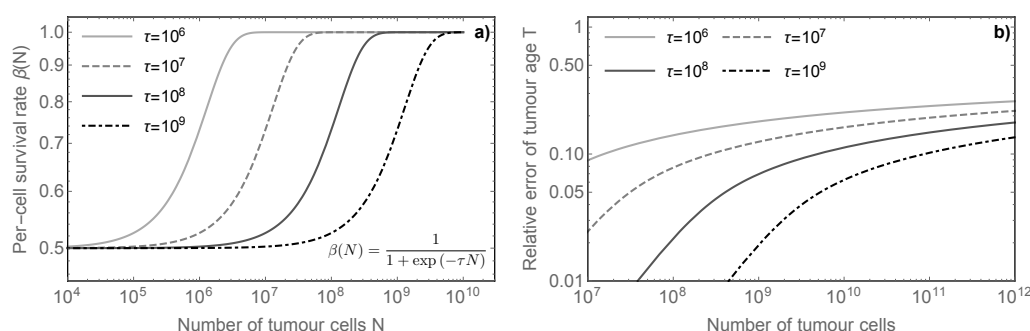 a)
τ=10⁶
τ=10⁷
τ=10⁸
τ=10⁹
Per-cell survival rate β(N)
1.0
0.9
0.8
0.7
0.6
0.5
β(N) = 1 / (1 + exp (−τN))
10⁴ 10⁵ 10⁶ 10⁷ 10⁸ 10⁹ 10¹⁰
Number of tumour cells N
b)
τ=10⁶ τ=10⁷
τ=10⁸ τ=10⁹
Relative error of tumour age T
1
0.50
0.10
0.05
0.01
10⁷ 10⁸ 10⁹ 10¹⁰ 10¹¹ 10¹²
Number of tumour cells